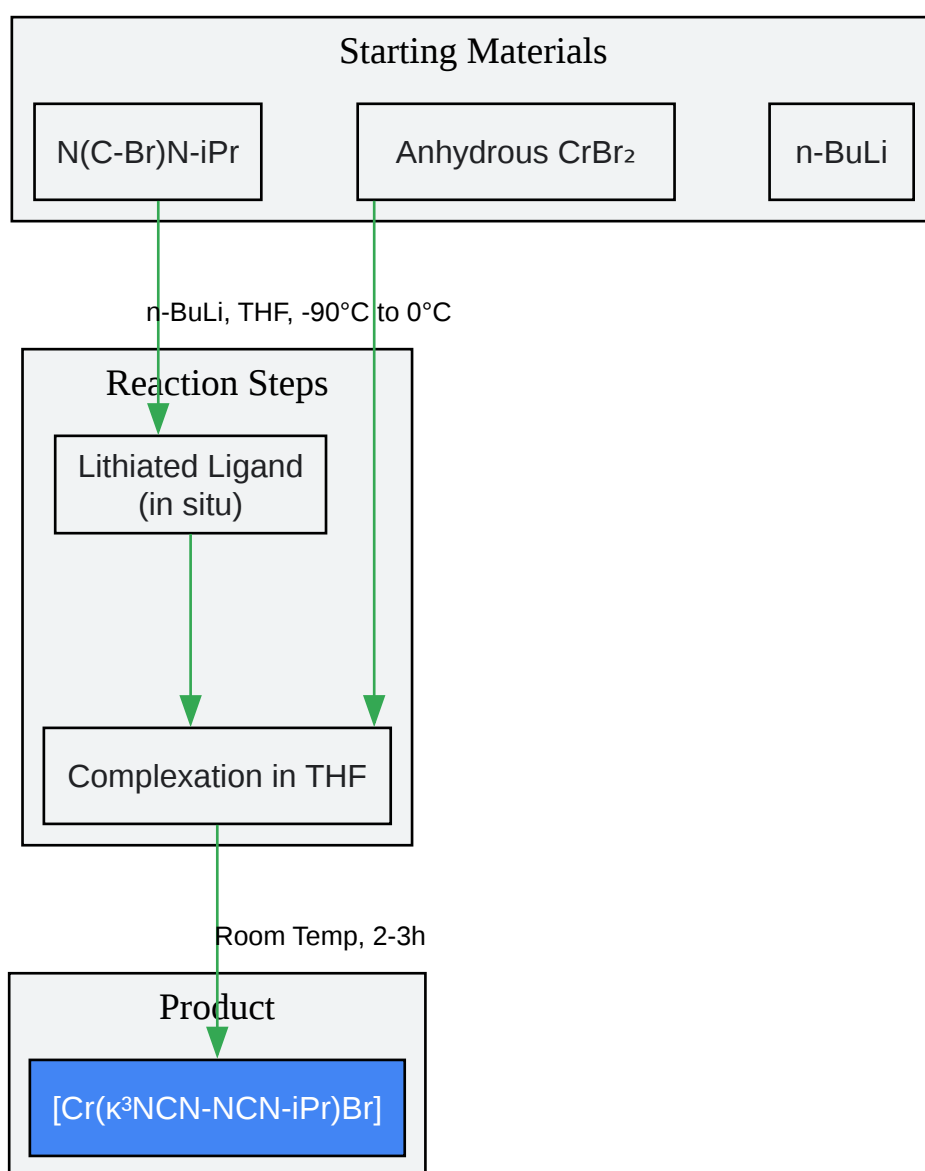 Starting Materials
N(C-Br)N-iPr
Anhydrous CrBr₂
n-BuLi
n-BuLi, THF, -90°C to 0°C
Reaction Steps
Lithiated Ligand
(in situ)
Complexation in THF
Room Temp, 2-3h
Product
[Cr(κ³NCN-NCN-iPr)Br]